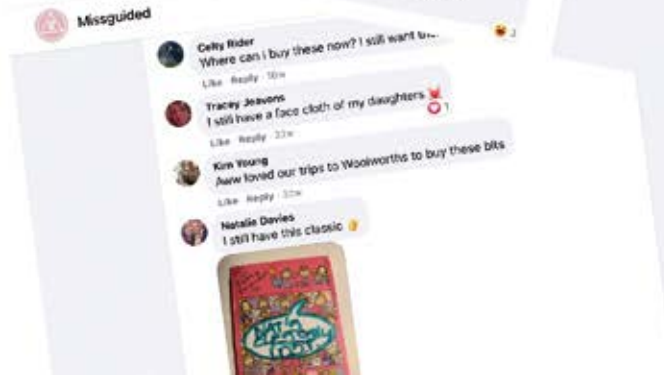 Missguided
Celty Rider
Where can i buy these now? I still want
Like Reply
Tracey Jeavons
I still have a face cloth of my daughters
1
Like Reply
Kim Young
Aww loved our trips to Woolworths to buy these bits
Like Reply
Natalie Davies
I still have this classic